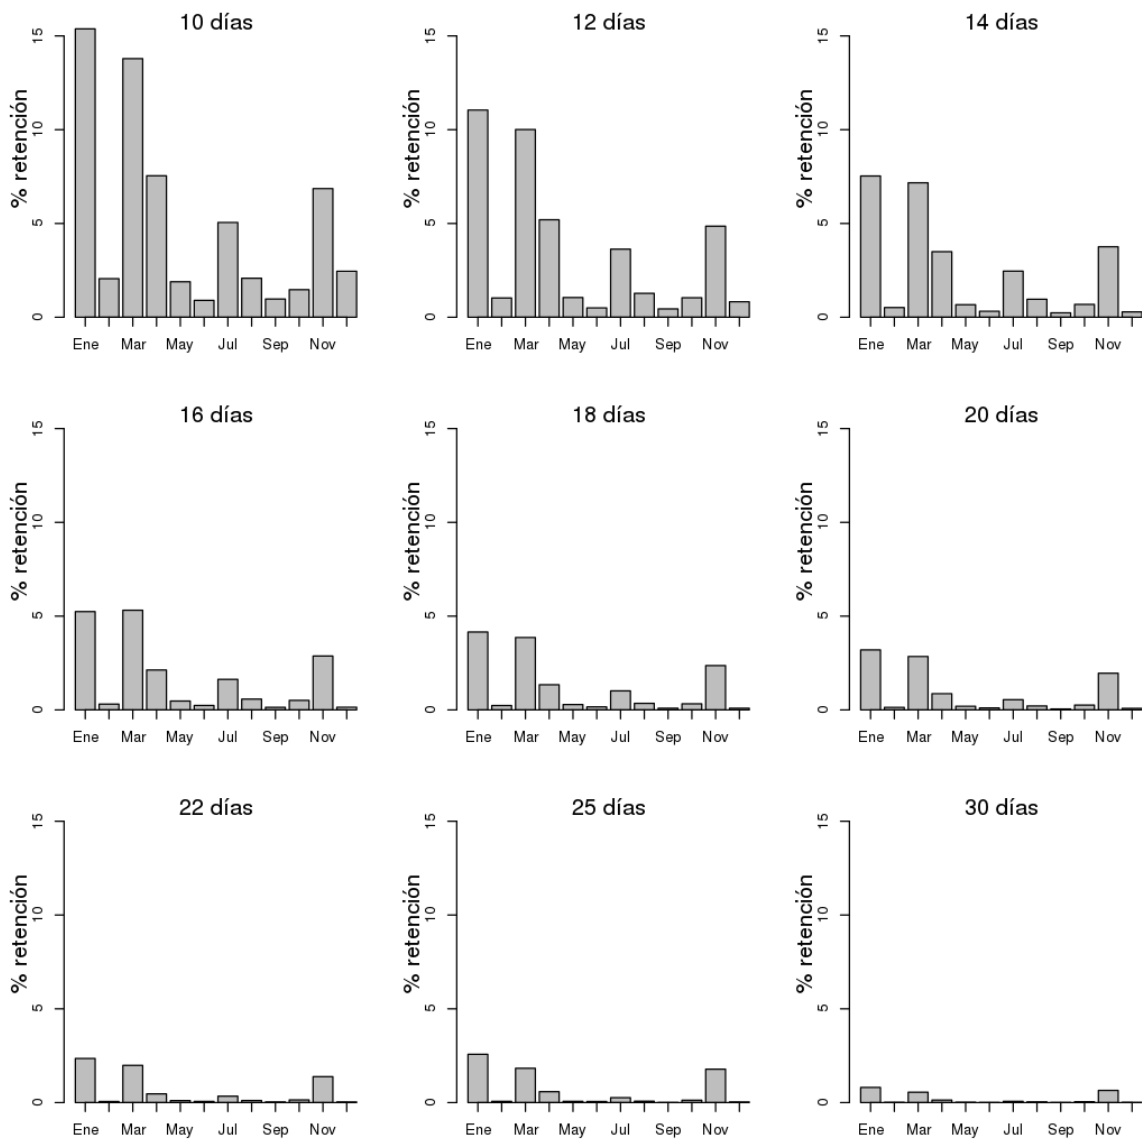 10 días
% retención
15
10
5
0
Ene Mar May Jul Sep Nov
12 días
% retención
15
10
5
0
Ene Mar May Jul Sep Nov
14 días
% retención
15
10
5
0
Ene Mar May Jul Sep Nov
16 días
% retención
15
10
5
0
Ene Mar May Jul Sep Nov
18 días
% retención
15
10
5
0
Ene Mar May Jul Sep Nov
20 días
% retención
15
10
5
0
Ene Mar May Jul Sep Nov
22 días
% retención
15
10
5
0
Ene Mar May Jul Sep Nov
25 días
% retención
15
10
5
0
Ene Mar May Jul Sep Nov
30 días
% retención
15
10
5
0
Ene Mar May Jul Sep Nov